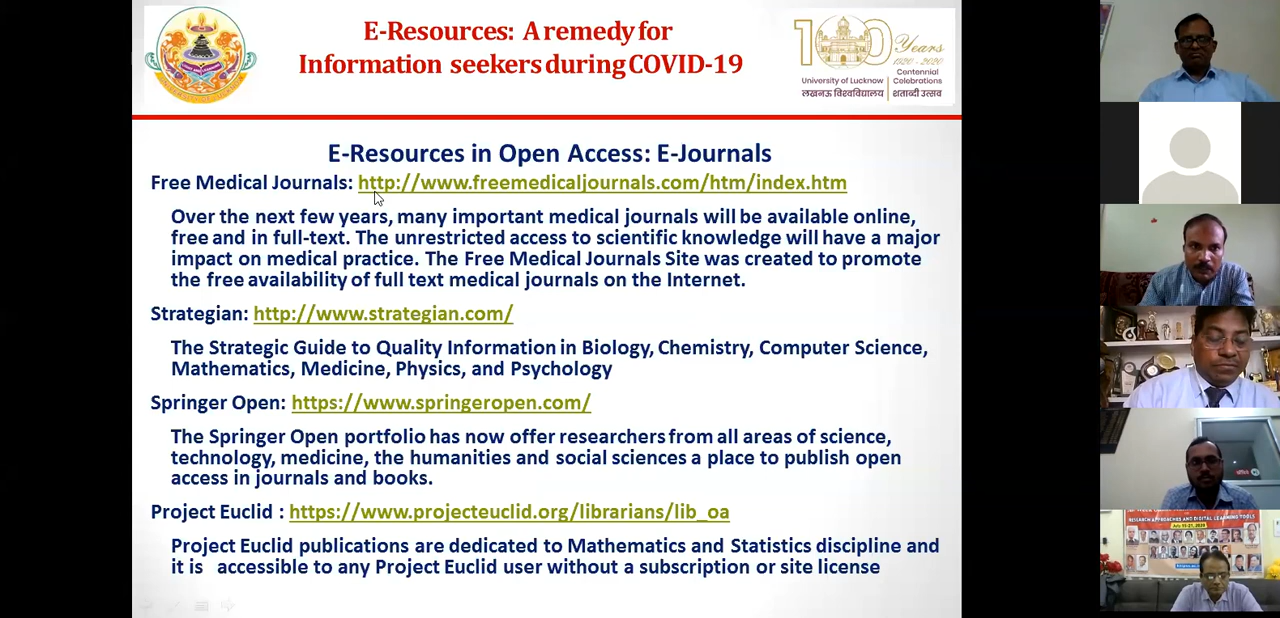 E-Resources: A remedy for
Information seekers during COVID-19
100 Years
1920 - 2020
University of Lucknow
लखनऊ विश्वविद्यालय
Centennial
Celebrations
शताब्दी उत्सव
E-Resources in Open Access: E-Journals
Free Medical Journals: http://www.freemedicaljournals.com/htm/index.htm
Over the next few years, many important medical journals will be available online,
free and in full-text. The unrestricted access to scientific knowledge will have a major
impact on medical practice. The Free Medical Journals Site was created to promote
the free availability of full text medical journals on the Internet.
Strategian: http://www.strategian.com/
The Strategic Guide to Quality Information in Biology, Chemistry, Computer Science,
Mathematics, Medicine, Physics, and Psychology
Springer Open: https://www.springeropen.com/
The Springer Open portfolio has now offer researchers from all areas of science,
technology, medicine, the humanities and social sciences a place to publish open
access in journals and books.
Project Euclid : https://www.projecteuclid.org/librarians/lib_oa
Project Euclid publications are dedicated to Mathematics and Statistics discipline and
it is accessible to any Project Euclid user without a subscription or site license
RESEARCH APPROACHES AND DIGITAL LEARNING TOOLS